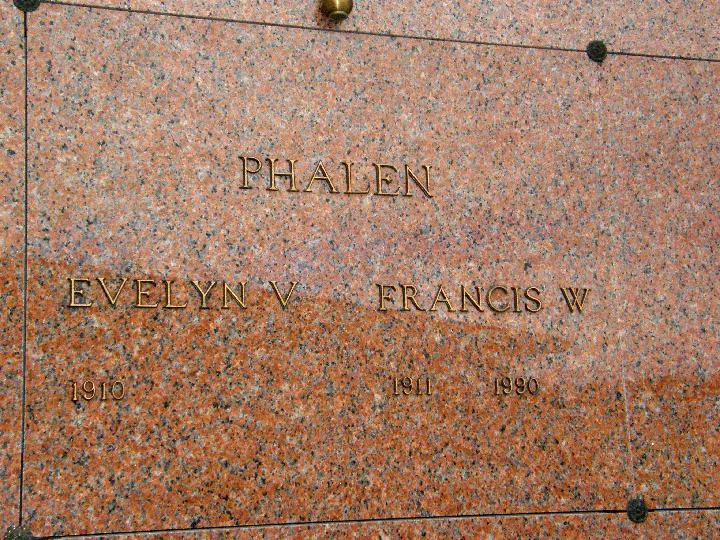 PHALEN
EVELYN V FRANCIS W
1910 1911 1990